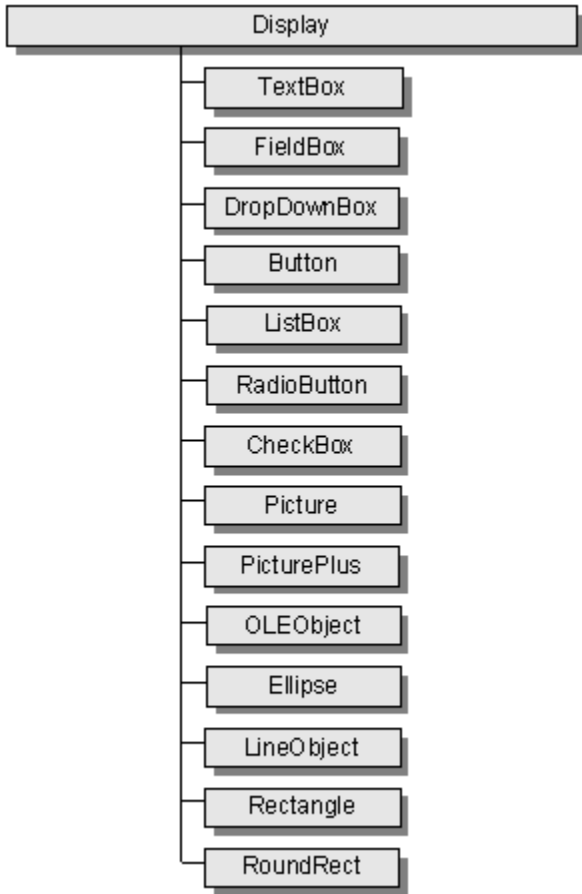 Display
TextBox
FieldBox
DropDownBox
Button
ListBox
RadioButton
CheckBox
Picture
PicturePlus
OLEObject
Ellipse
LineObject
Rectangle
RoundRect